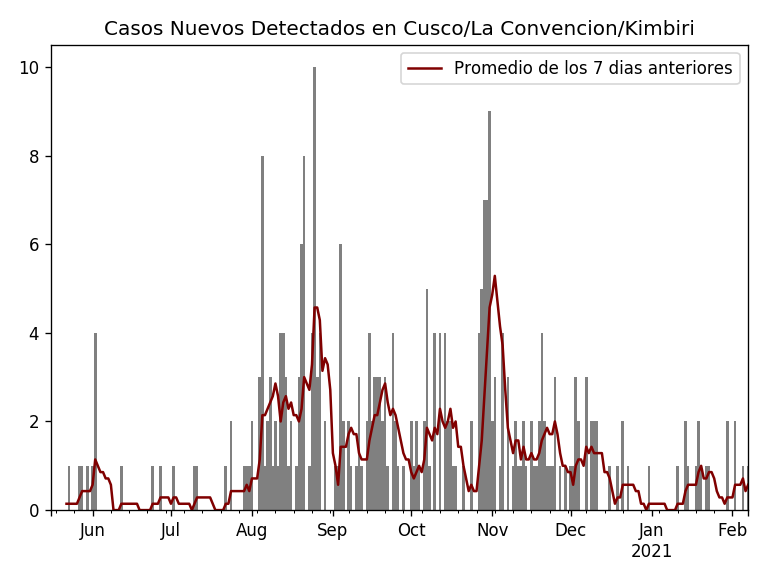 Casos Nuevos Detectados en Cusco/La Convencion/Kimbiri
Promedio de los 7 dias anteriores
10
8
6
4
2
0
Jun Jul Aug Sep Oct Nov Dec Jan Feb
2021